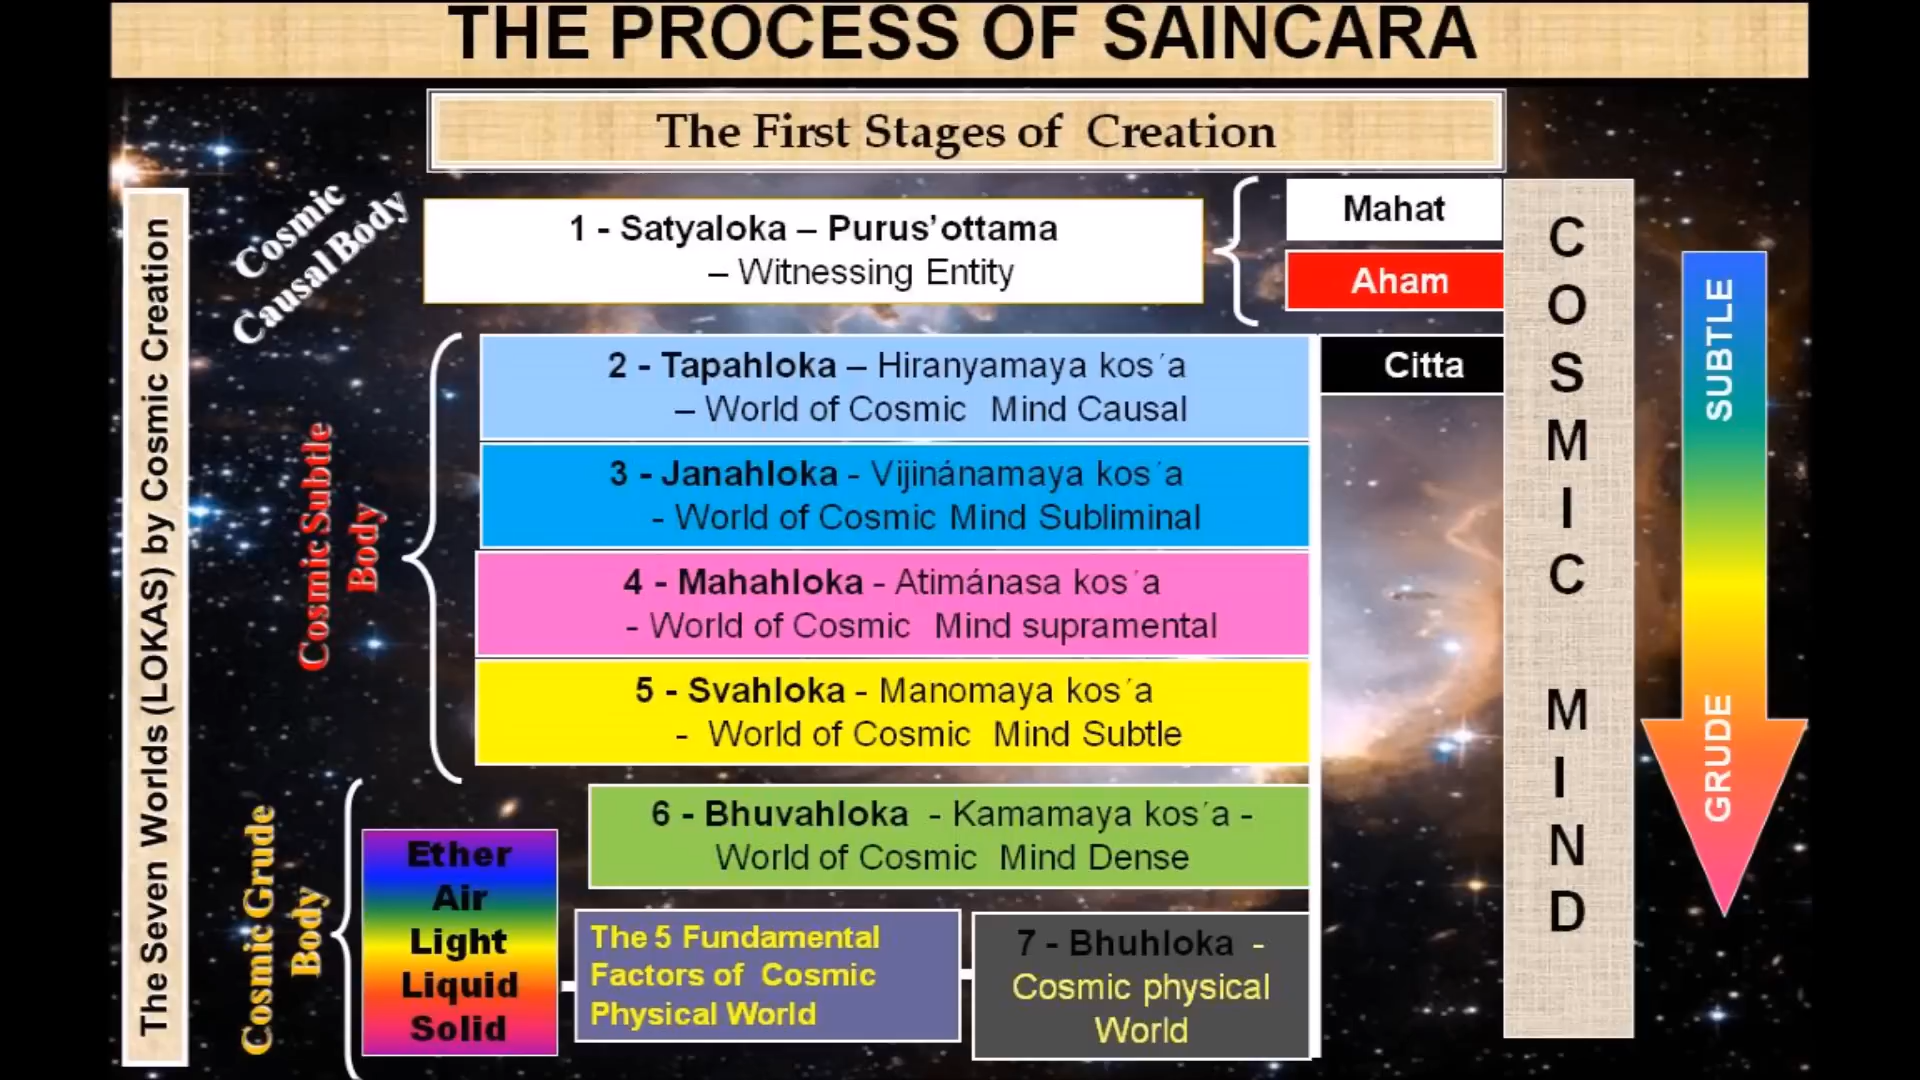 THE PROCESS OF SAINCARA
The First Stages of Creation
The Seven Worlds (LOKAS) by Cosmic Creation
Cosmic
Causal Body
1 - Satyaloka – Purus’ottama
– Witnessing Entity
Mahat
Aham
Cosmic Subtle
Body
2 - Tapahloka – Hiranyamaya kos´a
– World of Cosmic Mind Causal
Citta
3 - Janahloka - Vijinánamaya kos´a
- World of Cosmic Mind Subliminal
4 - Mahahloka - Atimánasa kos´a
- World of Cosmic Mind supramental
5 - Svahloka - Manomaya kos´a
- World of Cosmic Mind Subtle
Cosmic Grude
Body
6 - Bhuvahloka - Kamamaya kos´a -
World of Cosmic Mind Dense
Ether
Air
Light
Liquid
Solid
The 5 Fundamental
Factors of Cosmic
Physical World
7 - Bhuhloka -
Cosmic physical
World
COSMIC MIND
SUBTLE
GRUDE